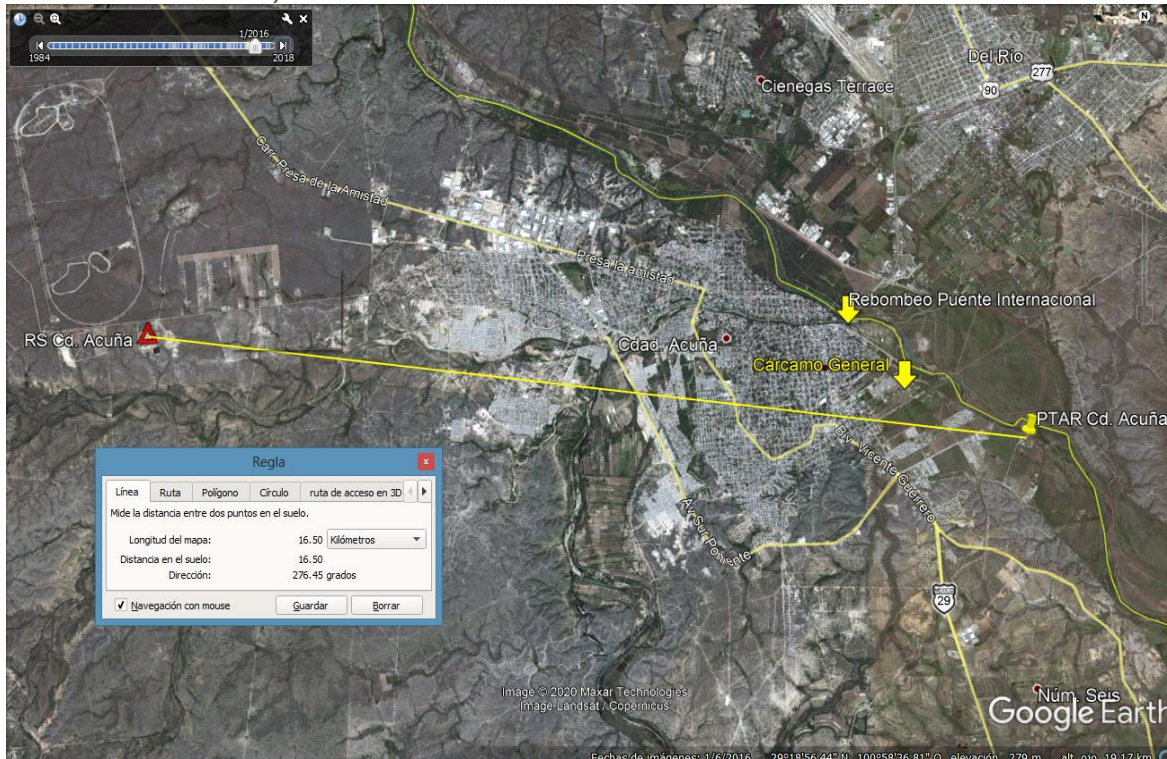 1/2016
1984
2018
N
Del Río
277
90
Cienegas Terrace
Carr. Presa de la Amistad
Presa la amistad
Rebombeo Puente Internacional
RS Cd. Acuña
Cdad. Acuña
Cárcamo General
PTAR Cd. Acuña
Blv. Vicente Guerrero
Av Sur Poniente
MEXICO
29
Núm. Seis
Regla
x
Línea Ruta Polígono Círculo ruta de acceso en 3D
Mide la distancia entre dos puntos en el suelo.
Longitud del mapa: 16.50 Kilómetros
Distancia en el suelo: 16.50
Dirección: 276.45 grados
Navegación con mouse Guardar Borrar
Image © 2020 Maxar Technologies
Image Landsat / Copernicus
Google Earth
Fechas de imágenes: 1/6/2016 29°18'56.44" N 100°58'36.81" O elevación 279 m alt. ojo 19.17 km